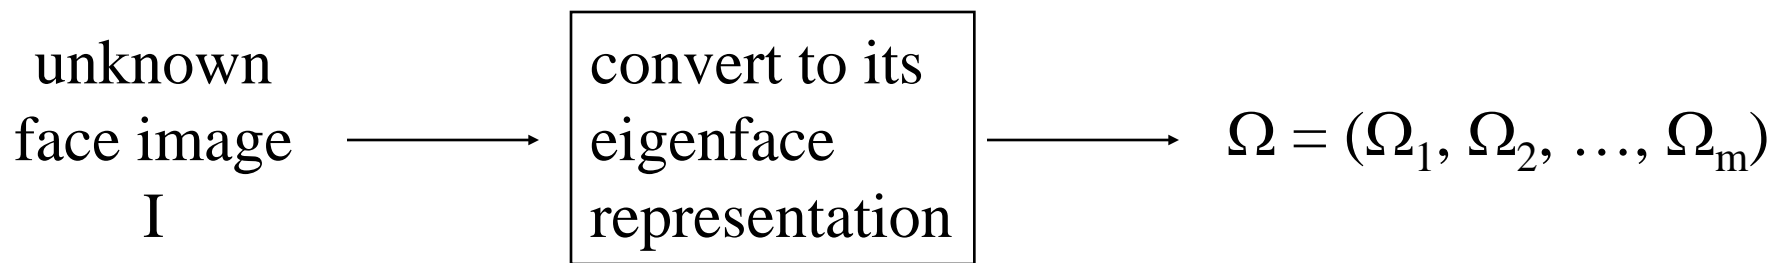 unknown
face image
I
convert to its
eigenface
representation
Ω = (Ω₁, Ω₂, …, Ωₘ)